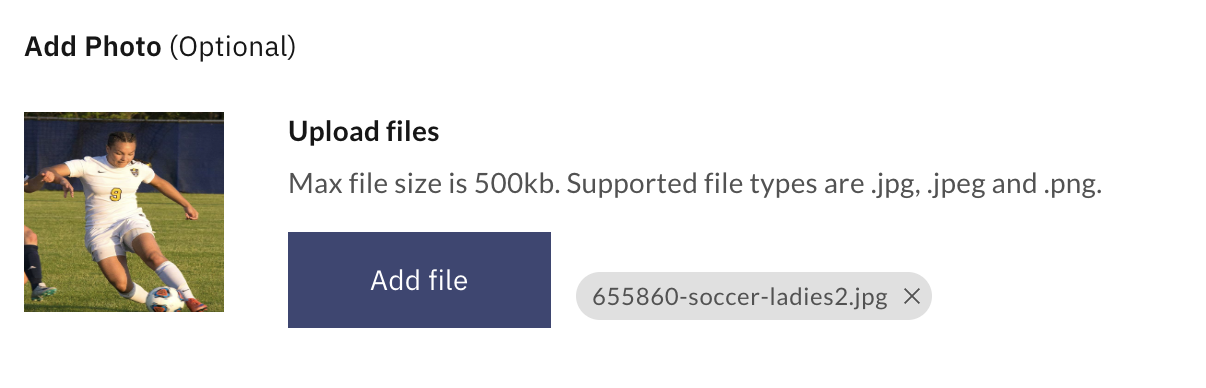 Add Photo (Optional)
Upload files
Max file size is 500kb. Supported file types are .jpg, .jpeg and .png.
9
Add file
655860-soccer-ladies2.jpg